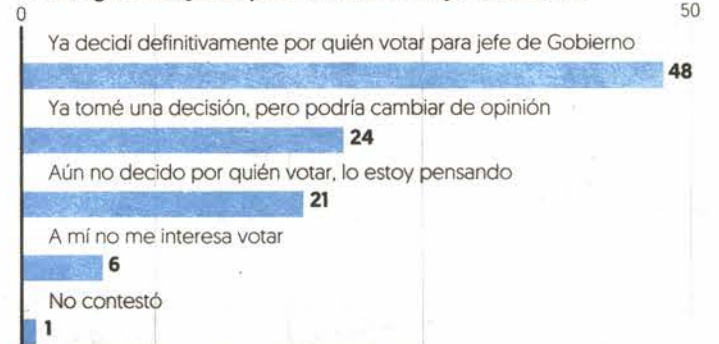 0
50
Ya decidí definitivamente por quién votar para jefe de Gobierno
48
Ya tomé una decisión, pero podría cambiar de opinión
24
Aún no decido por quién votar, lo estoy pensando
21
A mí no me interesa votar
6
No contestó
1